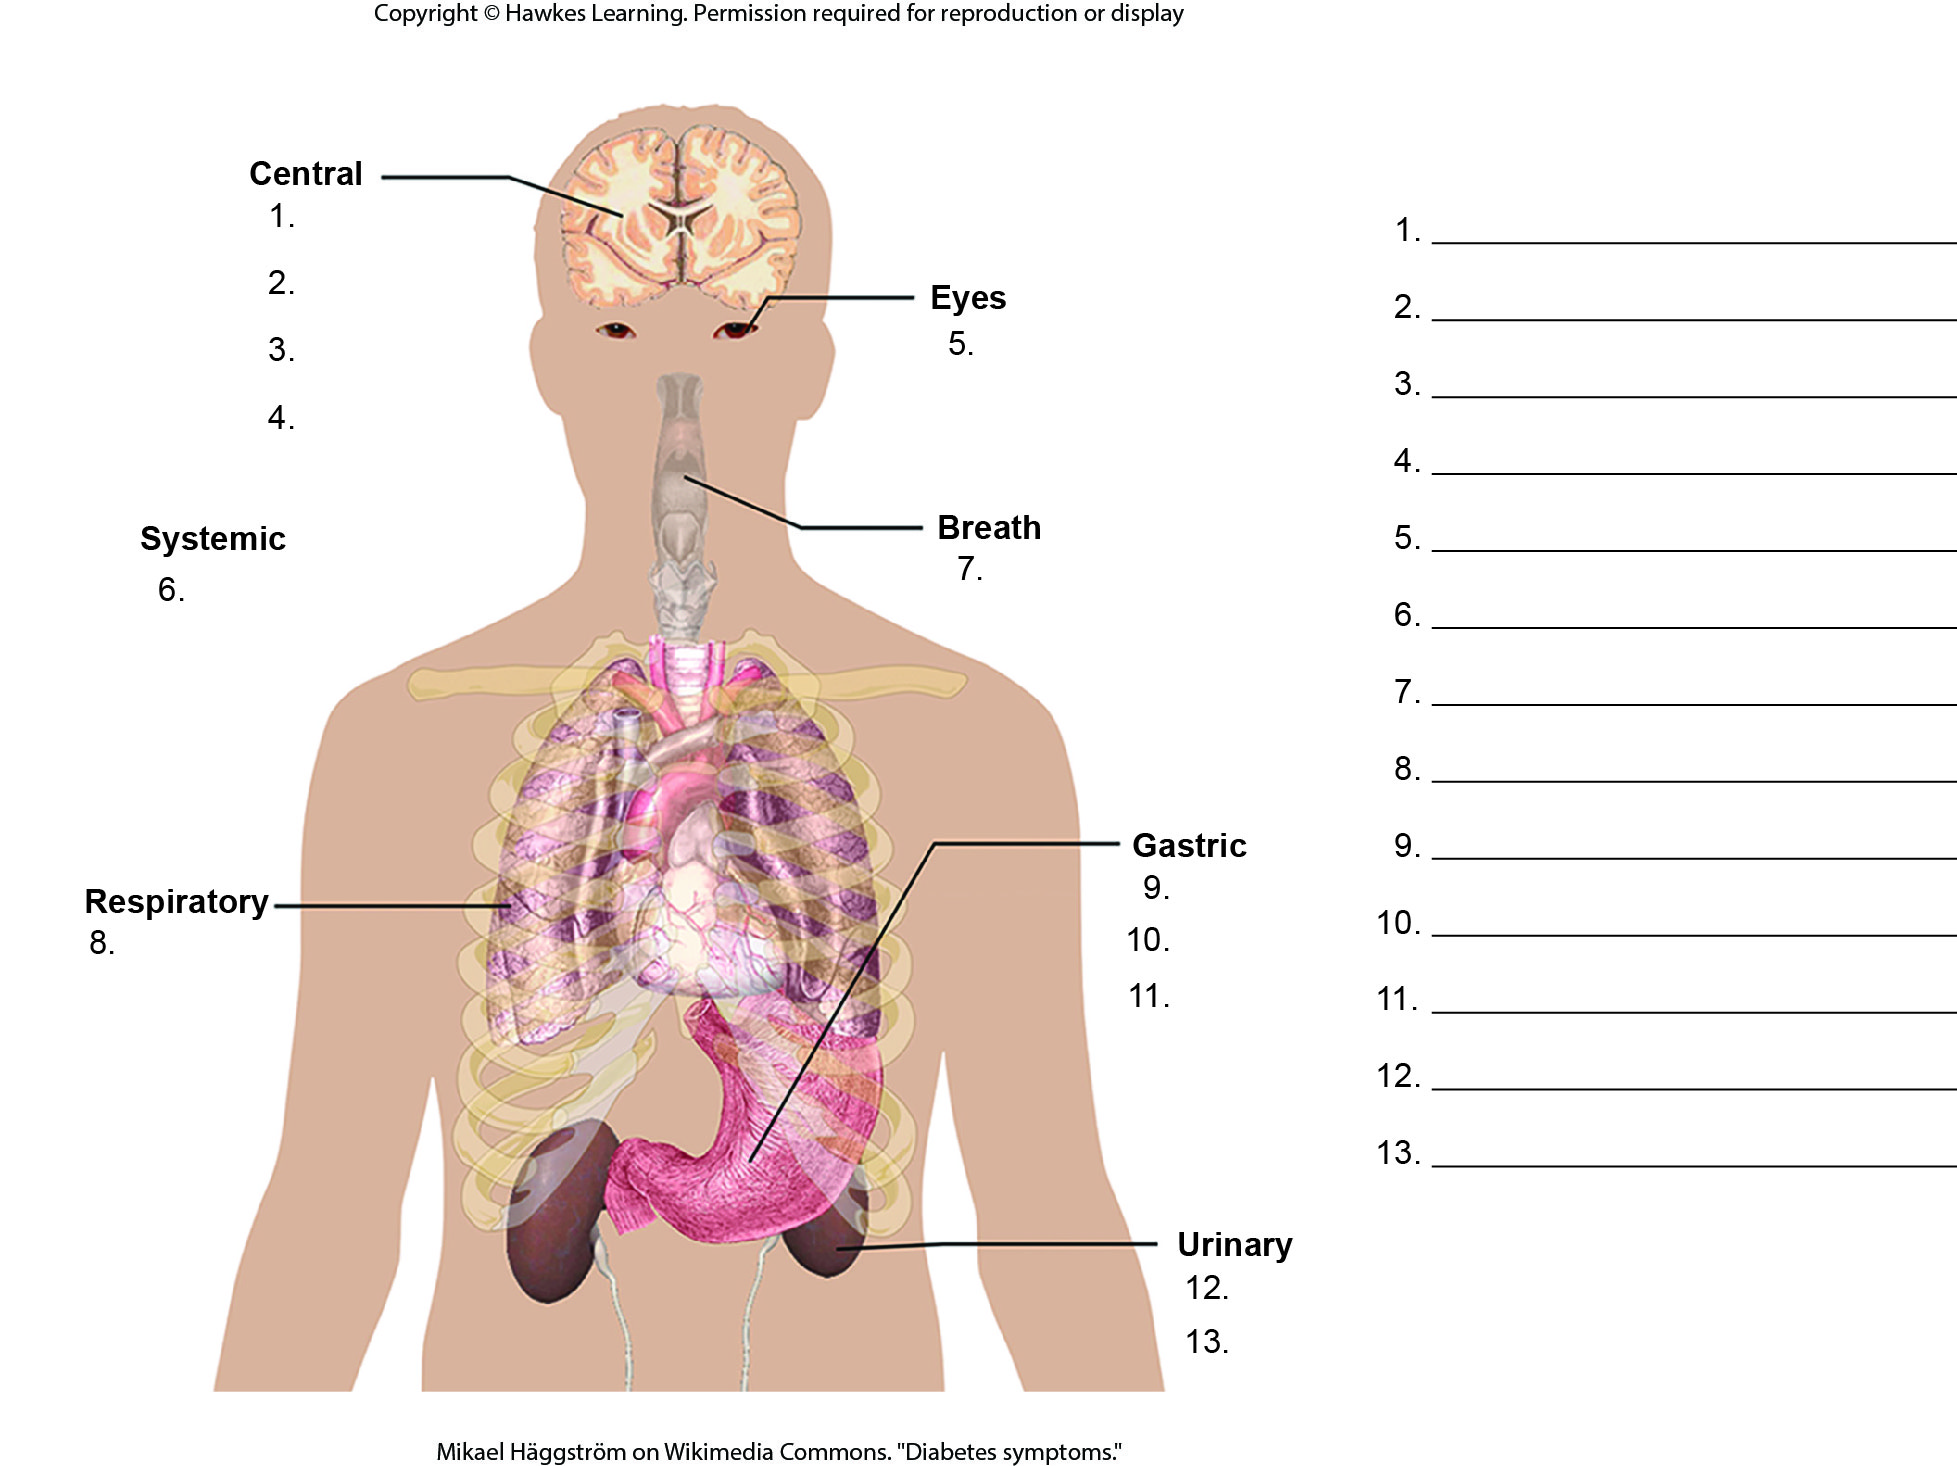 Copyright © Hawkes Learning. Permission required for reproduction or display
Central
1.
2.
3.
4.
Eyes
5.
Systemic
6.
Breath
7.
Respiratory
8.
Gastric
9.
10.
11.
Urinary
12.
13.
1.
2.
3.
4.
5.
6.
7.
8.
9.
10.
11.
12.
13.
Mikael Häggström on Wikimedia Commons. "Diabetes symptoms."